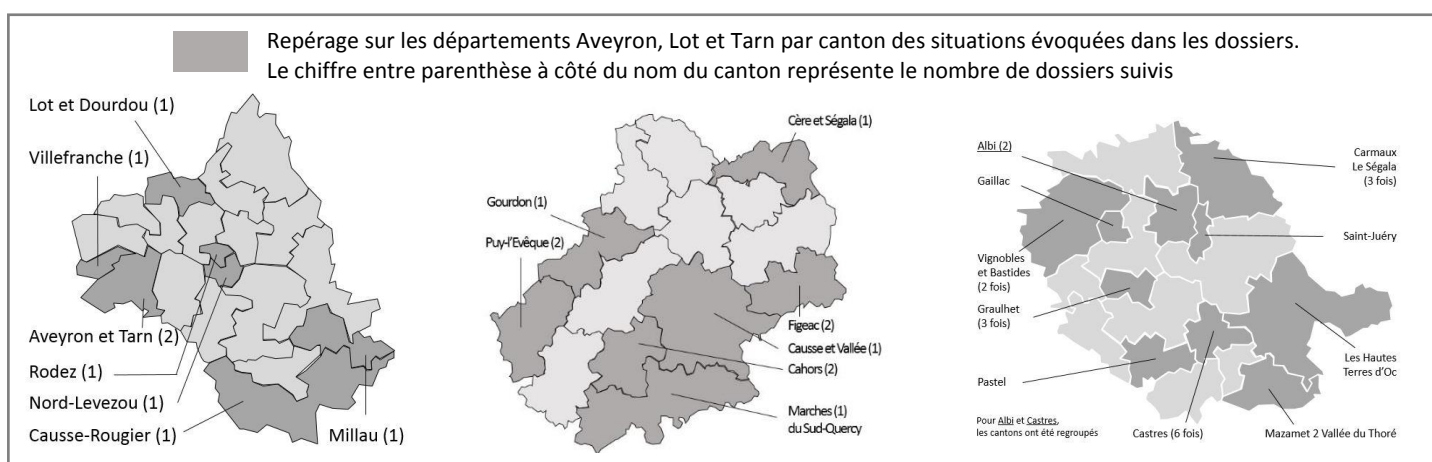 Repérage sur les départements Aveyron, Lot et Tarn par canton des situations évoquées dans les dossiers.
Le chiffre entre parenthèse à côté du nom du canton représente le nombre de dossiers suivis
Lot et Dourdou (1)
Villefranche (1)
Aveyron et Tarn (2)
Rodez (1)
Nord-Levezou (1)
Causse-Rougier (1)
Millau (1)
Cère et Ségala (1)
Gourdon (1)
Puy-l'Evêque (2)
Figeac (2)
Causse et Vallée (1)
Cahors (2)
Marches (1)
du Sud-Quercy
Albi (2)
Gaillac
Vignobles
et Bastides
(2 fois)
Graulhet
(3 fois)
Pastel
Pour Albi et Castres,
les cantons ont été regroupés
Castres (6 fois)
Carmaux
Le Ségala
(3 fois)
Saint-Juéry
Les Hautes
Terres d'Oc
Mazamet 2 Vallée du Thoré